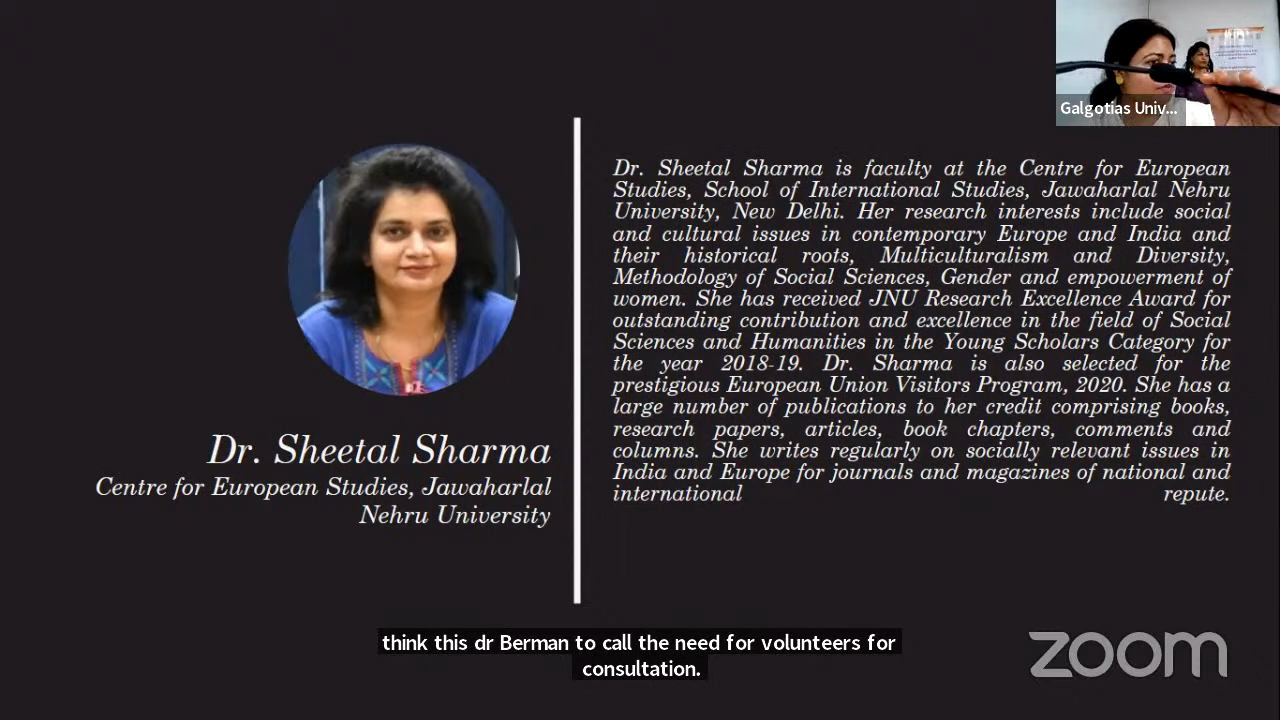 Galgotias Univ...
Dr. Sheetal Sharma is faculty at the Centre for European
Studies, School of International Studies, Jawaharlal Nehru
University, New Delhi. Her research interests include social
and cultural issues in contemporary Europe and India and
their historical roots, Multiculturalism and Diversity,
Methodology of Social Sciences, Gender and empowerment of
women. She has received JNU Research Excellence Award for
outstanding contribution and excellence in the field of Social
Sciences and Humanities in the Young Scholars Category for
the year 2018-19. Dr. Sharma is also selected for the
prestigious European Union Visitors Program, 2020. She has a
large number of publications to her credit comprising books,
research papers, articles, book chapters, comments and
columns. She writes regularly on socially relevant issues in
India and Europe for journals and magazines of national and
international repute.
Dr. Sheetal Sharma
Centre for European Studies, Jawaharlal
Nehru University
think this dr Berman to call the need for volunteers for
consultation.
zoom